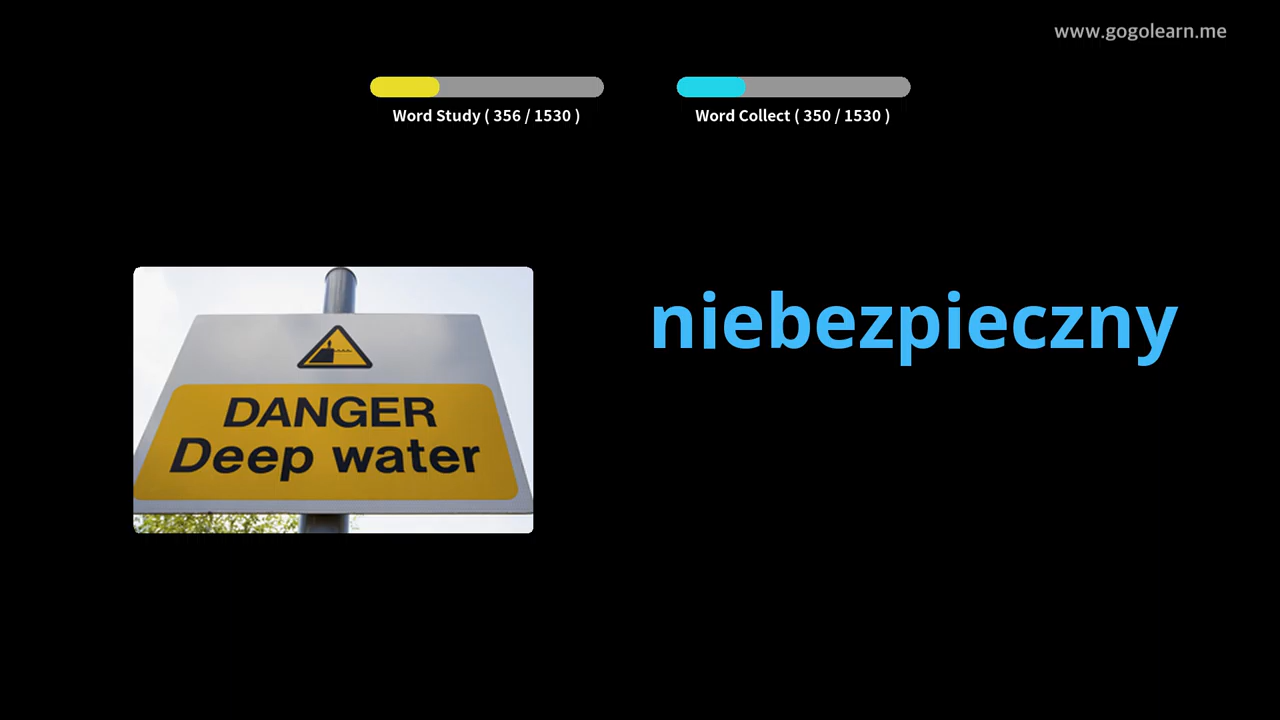 www.gogolearn.me
Word Study ( 356 / 1530 )
Word Collect ( 350 / 1530 )
niebezpieczny
DANGER
Deep water